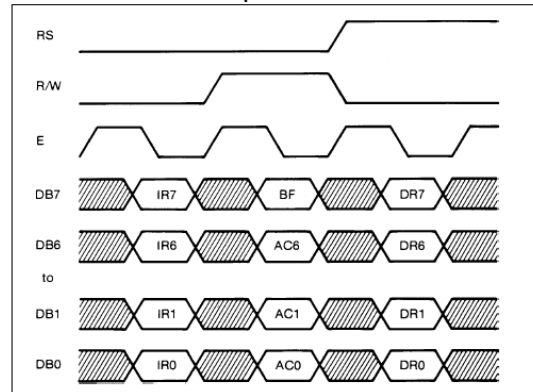 RS
R/W
E
DB7 IR7 BF DR7
DB6 IR6 AC6 DR6
to
DB1 IR1 AC1 DR1
DB0 IR0 AC0 DR0